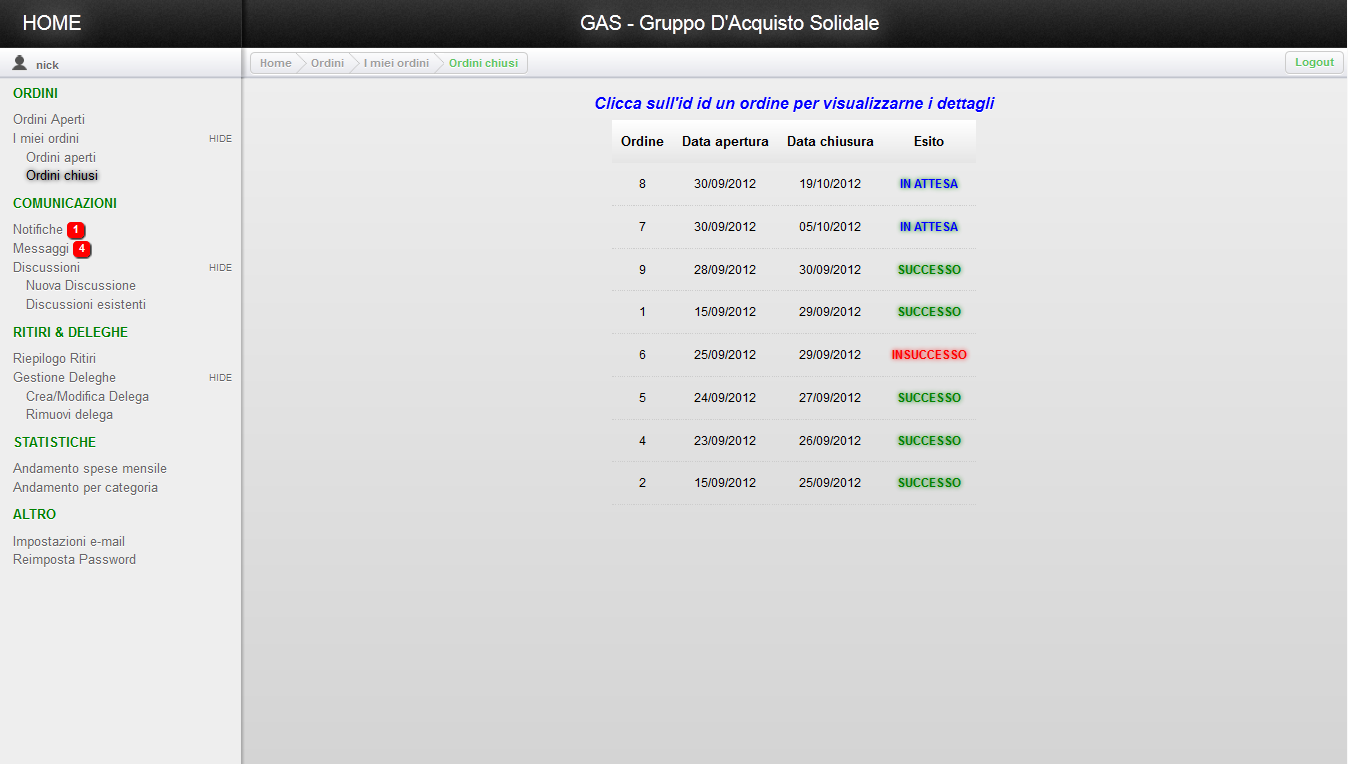 HOME
GAS - Gruppo D'Acquisto Solidale
nick
Home Ordini I miei ordini Ordini chiusi
Logout
ORDINI
Ordini Aperti
I miei ordini HIDE
Ordini aperti
Ordini chiusi
COMUNICAZIONI
Notifiche 1
Messaggi 4
Discussioni HIDE
Nuova Discussione
Discussioni esistenti
RITIRI & DELEGHE
Riepilogo Ritiri
Gestione Deleghe HIDE
Crea/Modifica Delega
Rimuovi delega
STATISTICHE
Andamento spese mensile
Andamento per categoria
ALTRO
Impostazioni e-mail
Reimposta Password
Clicca sull'id id un ordine per visualizzarne i dettagli
Ordine Data apertura Data chiusura Esito
8 30/09/2012 19/10/2012 IN ATTESA
7 30/09/2012 05/10/2012 IN ATTESA
9 28/09/2012 30/09/2012 SUCCESSO
1 15/09/2012 29/09/2012 SUCCESSO
6 25/09/2012 29/09/2012 INSUCCESSO
5 24/09/2012 27/09/2012 SUCCESSO
4 23/09/2012 26/09/2012 SUCCESSO
2 15/09/2012 25/09/2012 SUCCESSO